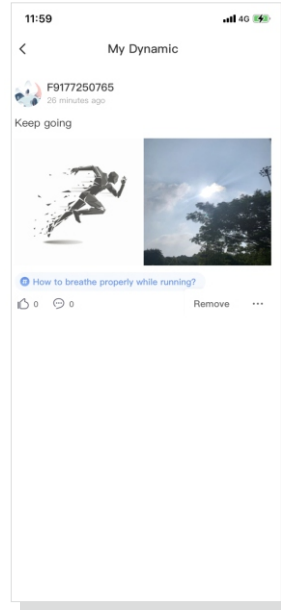 11:59
4G
My Dynamic
F9177250765
26 minutes ago
Keep going
How to breathe properly while running?
0
0
Remove